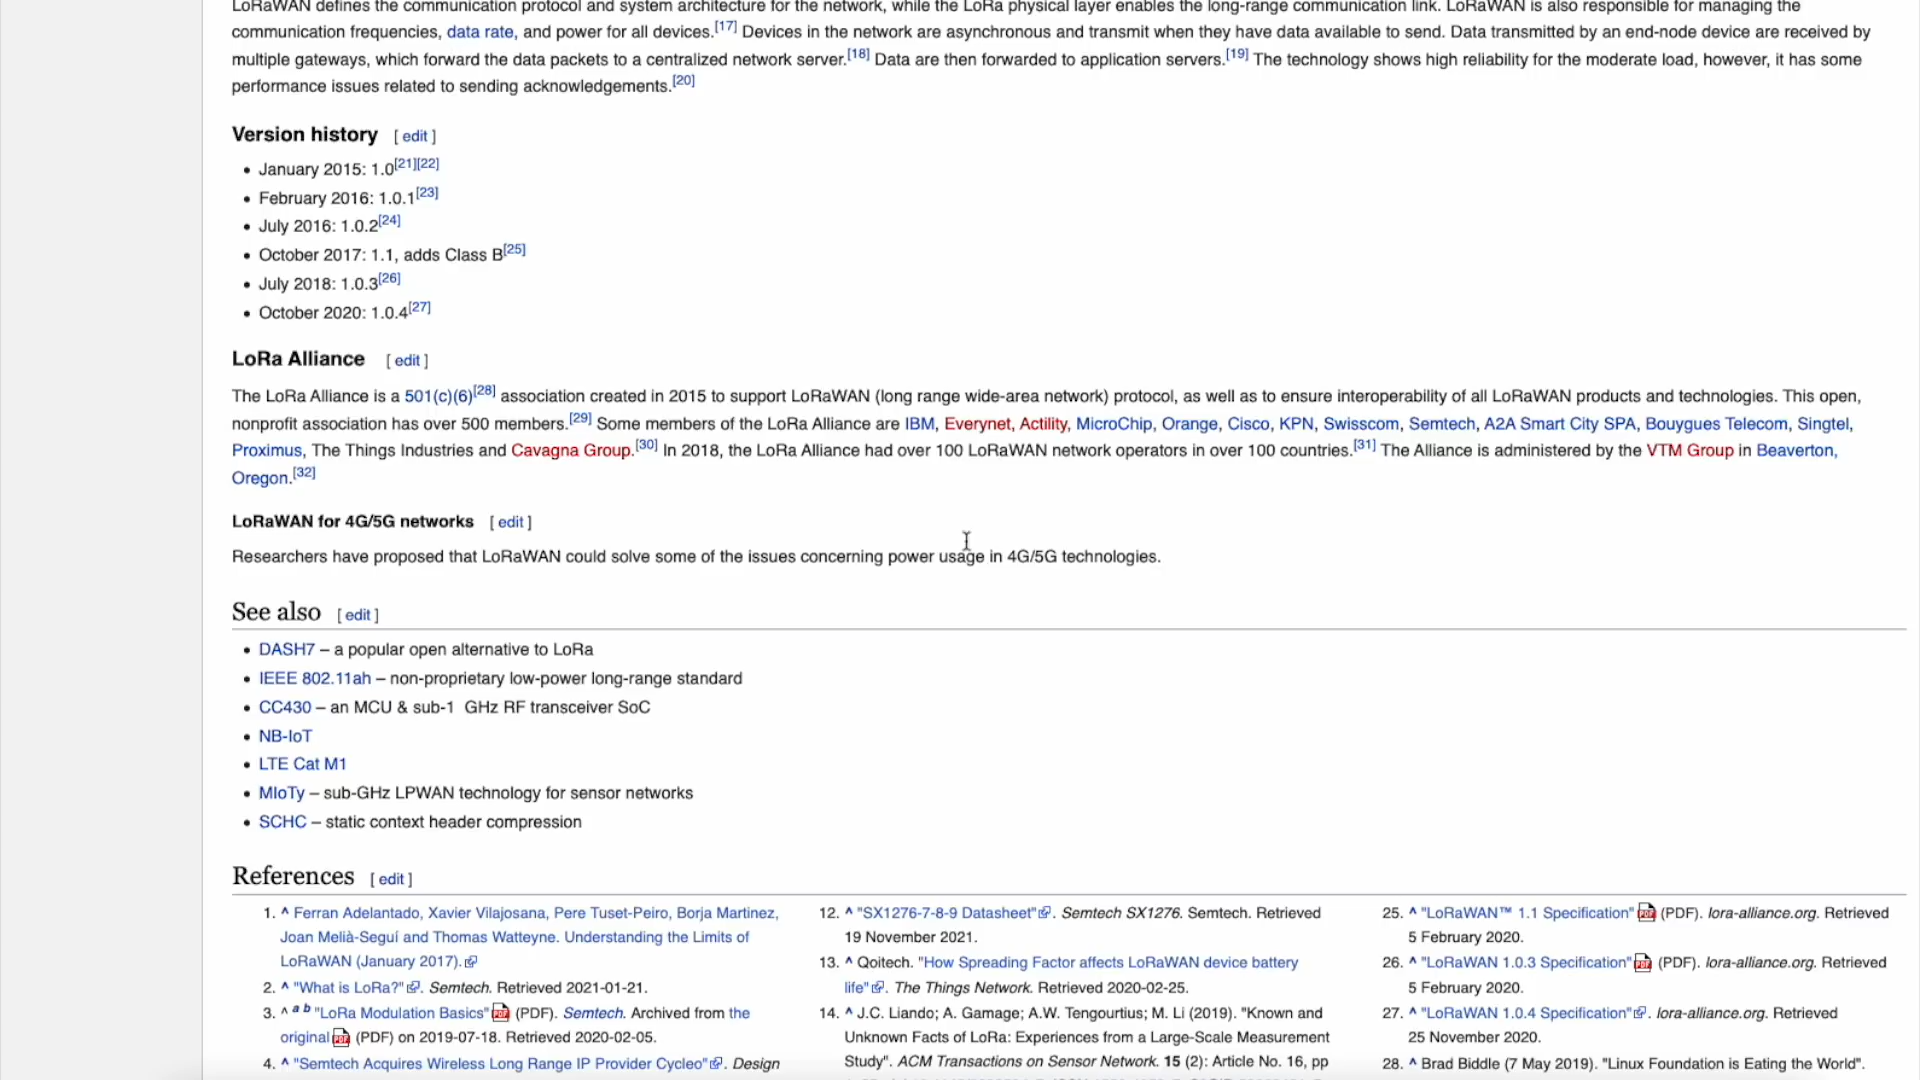 LoRaWAN defines the communication protocol and system architecture for the network, while the LoRa physical layer enables the long-range communication link. LoRaWAN is also responsible for managing the
communication frequencies, data rate, and power for all devices.[17] Devices in the network are asynchronous and transmit when they have data available to send. Data transmitted by an end-node device are received by
multiple gateways, which forward the data packets to a centralized network server.[18] Data are then forwarded to application servers.[19] The technology shows high reliability for the moderate load, however, it has some
performance issues related to sending acknowledgements.[20]
Version history [ edit ]
• January 2015: 1.0[21][22]
• February 2016: 1.0.1[23]
• July 2016: 1.0.2[24]
• October 2017: 1.1, adds Class B[25]
• July 2018: 1.0.3[26]
• October 2020: 1.0.4[27]
LoRa Alliance [ edit ]
The LoRa Alliance is a 501(c)(6)[28] association created in 2015 to support LoRaWAN (long range wide-area network) protocol, as well as to ensure interoperability of all LoRaWAN products and technologies. This open,
nonprofit association has over 500 members.[29] Some members of the LoRa Alliance are IBM, Everynet, Actility, MicroChip, Orange, Cisco, KPN, Swisscom, Semtech, A2A Smart City SPA, Bouygues Telecom, Singtel,
Proximus, The Things Industries and Cavagna Group.[30] In 2018, the LoRa Alliance had over 100 LoRaWAN network operators in over 100 countries.[31] The Alliance is administered by the VTM Group in Beaverton,
Oregon.[32]
LoRaWAN for 4G/5G networks [ edit ]
Researchers have proposed that LoRaWAN could solve some of the issues concerning power usage in 4G/5G technologies.
See also [ edit ]
• DASH7 – a popular open alternative to LoRa
• IEEE 802.11ah – non-proprietary low-power long-range standard
• CC430 – an MCU & sub-1 GHz RF transceiver SoC
• NB-IoT
• LTE Cat M1
• MIoTy – sub-GHz LPWAN technology for sensor networks
• SCHC – static context header compression
References [ edit ]
1. ^ Ferran Adelantado, Xavier Vilajosana, Pere Tuset-Peiro, Borja Martinez,
Joan Melià-Seguí and Thomas Watteyne. Understanding the Limits of
LoRaWAN (January 2017).
2. ^ "What is LoRa?". Semtech. Retrieved 2021-01-21.
3. ^ a b "LoRa Modulation Basics" (PDF). Semtech. Archived from the
original (PDF) on 2019-07-18. Retrieved 2020-02-05.
4. ^ "Semtech Acquires Wireless Long Range IP Provider Cycleo". Design
12. ^ "SX1276-7-8-9 Datasheet". Semtech SX1276. Semtech. Retrieved
19 November 2021.
13. ^ Qoitech. "How Spreading Factor affects LoRaWAN device battery
life". The Things Network. Retrieved 2020-02-25.
14. ^ J.C. Liando; A. Gamage; A.W. Tengourtius; M. Li (2019). "Known and
Unknown Facts of LoRa: Experiences from a Large-Scale Measurement
Study". ACM Transactions on Sensor Network. 15 (2): Article No. 16, pp
25. ^ "LoRaWAN™ 1.1 Specification" (PDF). lora-alliance.org. Retrieved
5 February 2020.
26. ^ "LoRaWAN 1.0.3 Specification" (PDF). lora-alliance.org. Retrieved
5 February 2020.
27. ^ "LoRaWAN 1.0.4 Specification". lora-alliance.org. Retrieved
25 November 2020.
28. ^ Brad Biddle (7 May 2019). "Linux Foundation is Eating the World".